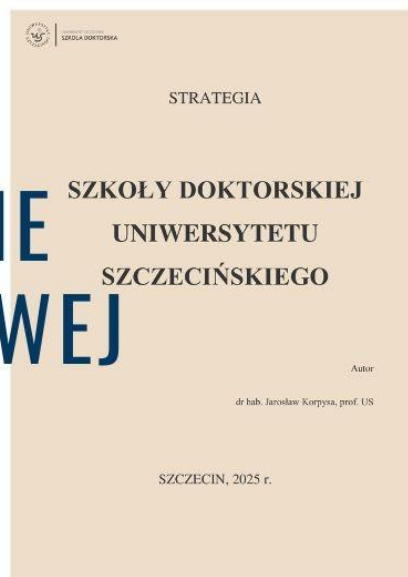 SZKOŁA DOKTORSKA
STRATEGIA
SZKOŁY DOKTORSKIEJ
UNIWERSYTETU
SZCZECIŃSKIEGO
IE
WEJ
Autor
dr hab. Jarosław Korpysa, prof. US
SZCZECIN, 2025 r.